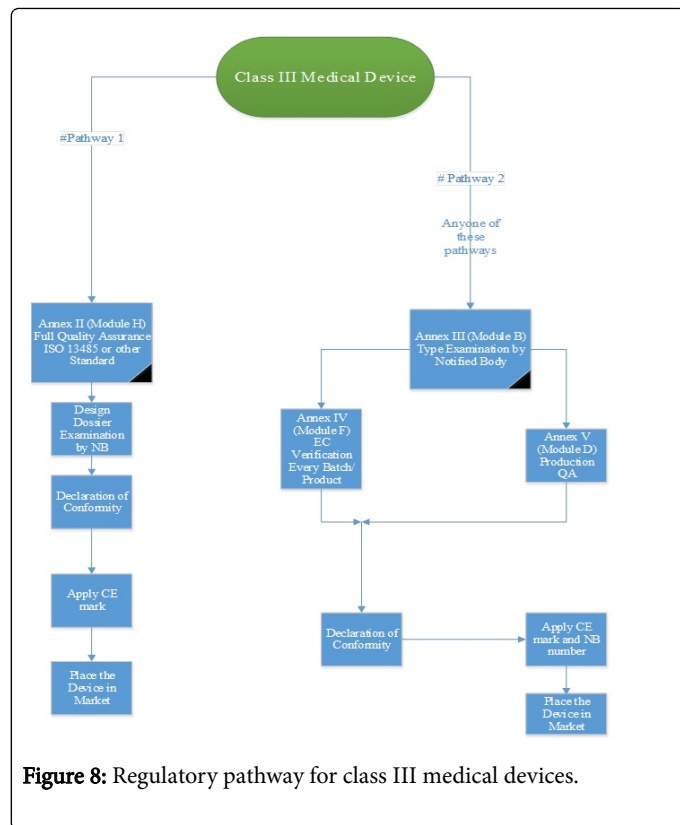 Class III Medical Device
#Pathway 1
# Pathway 2
Anyone of
these
pathways
Annex II (Module H)
Full Quality Assurance
ISO 13485 or other
Standard
Design
Dossier
Examination
by NB
Declaration of
Conformity
Apply CE
mark
Place the
Device in
Market
Annex III (Module B)
Type Examination by
Notified Body
Annex IV
(Module F)
EC
Verification
Every Batch/
Product
Annex V
(Module D)
Production
QA
Declaration of
Conformity
Apply CE
mark and NB
number
Place the
Device in
Market
Figure 8: Regulatory pathway for class III medical devices.